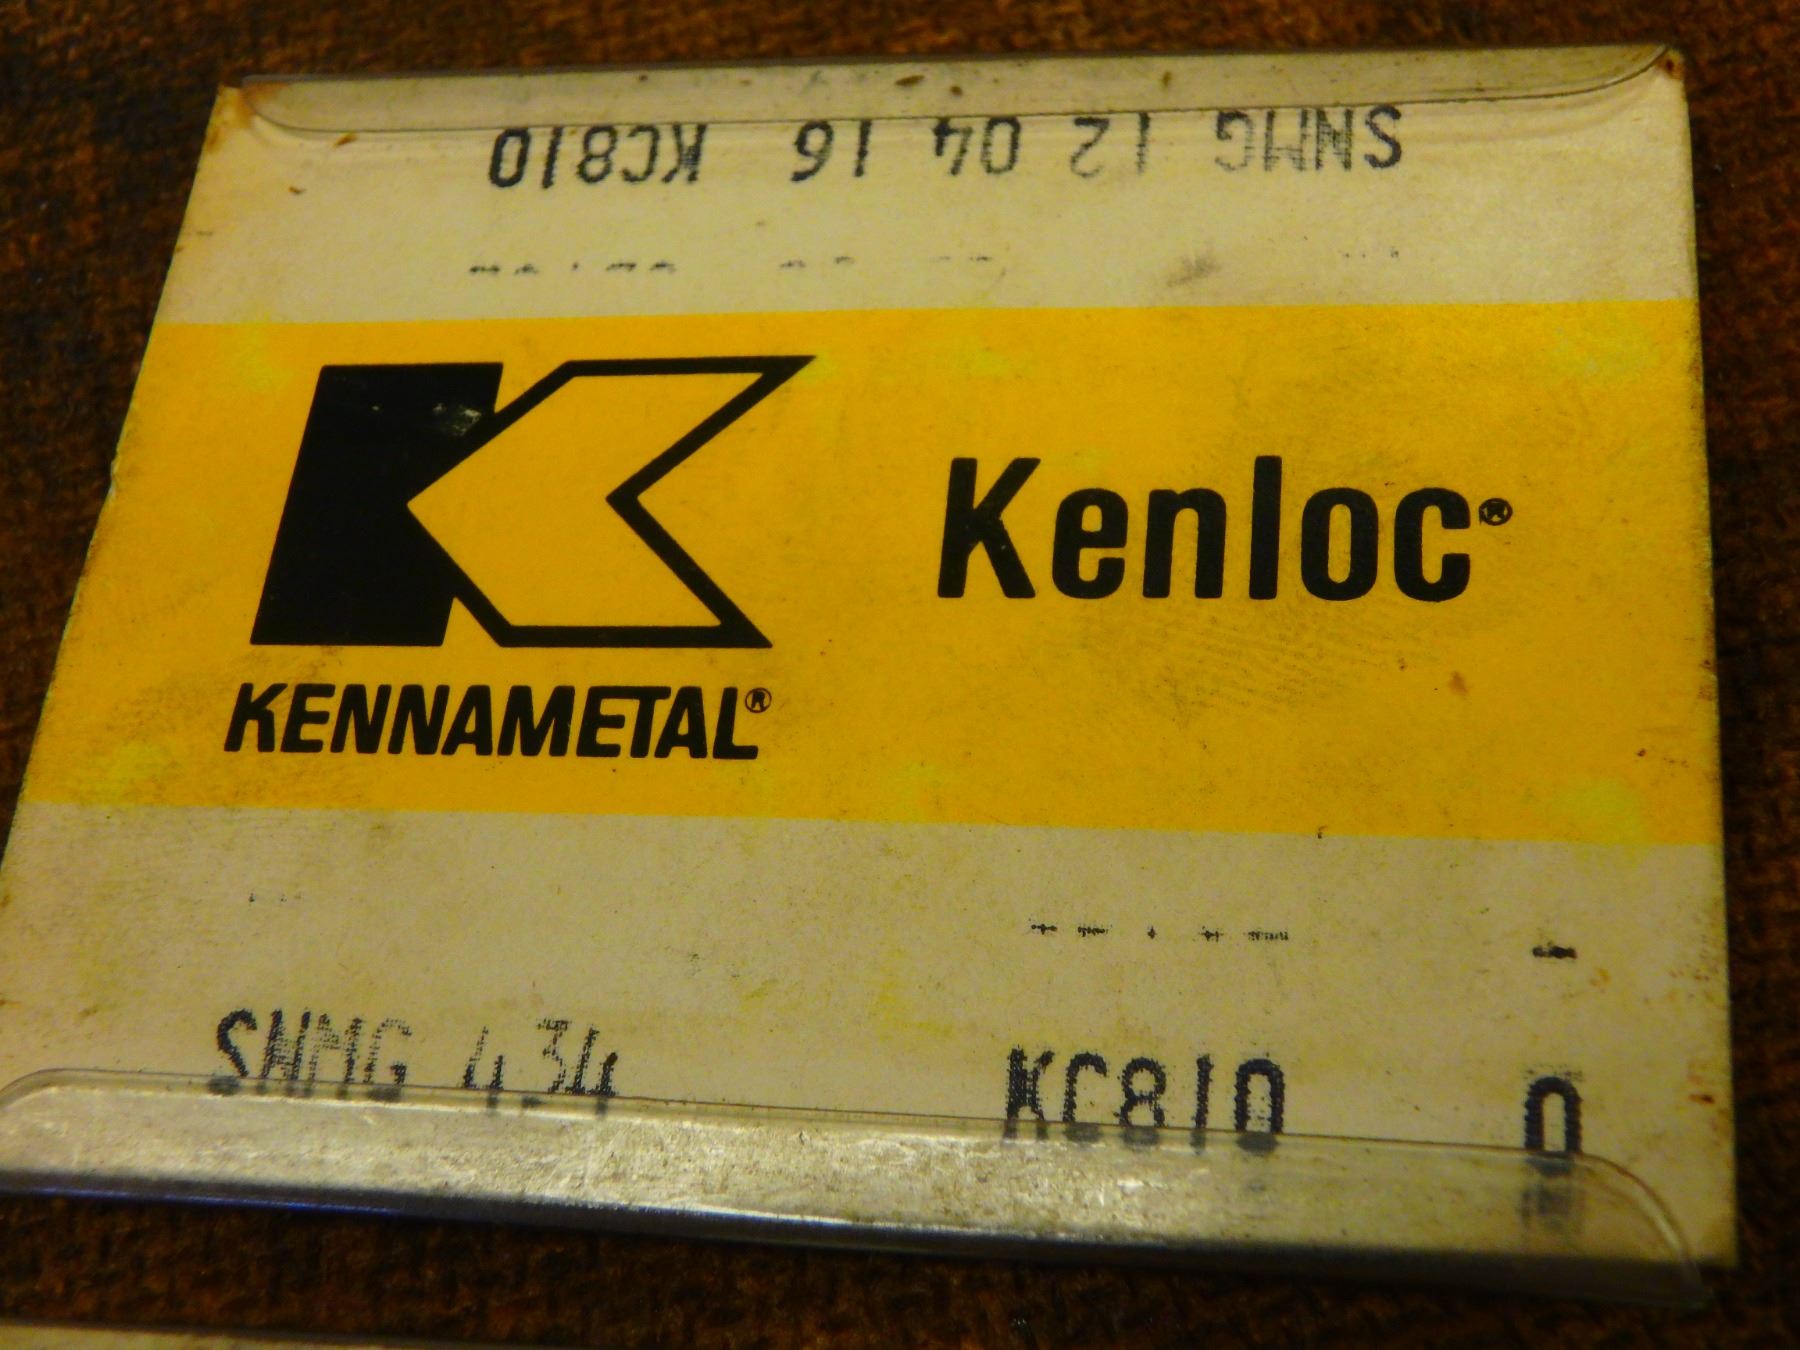 SNMG 12 04 16 KC810
Kenloc®
KENNAMETAL®
SNMG 434 KC810 0